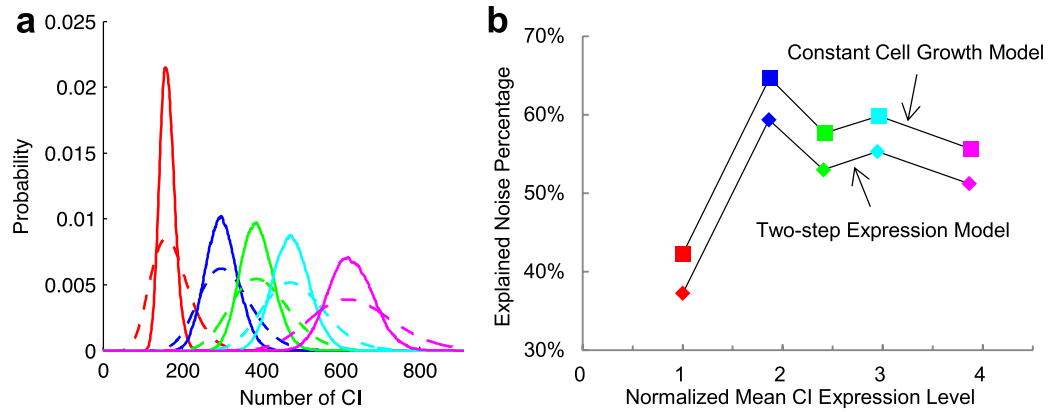 a
0.025
0.02
0.015
0.01
0.005
0
Probability
0
200
400
600
800
Number of CI
b
70%
60%
50%
40%
30%
Explained Noise Percentage
Constant Cell Growth Model
Two-step Expression Model
0
1
2
3
4
Normalized Mean CI Expression Level